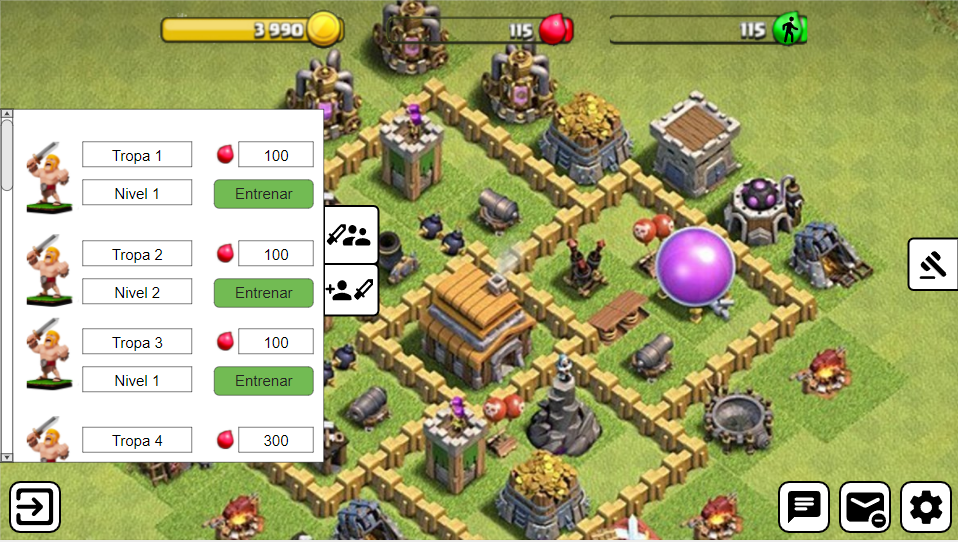 3 990
115
115
Tropa 1
100
Nivel 1
Entrenar
Tropa 2
100
Nivel 2
Entrenar
Tropa 3
100
Nivel 1
Entrenar
Tropa 4
300